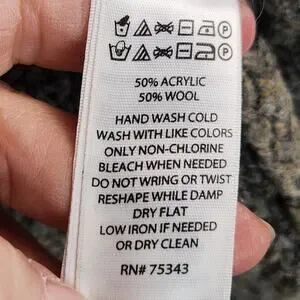 50% ACRYLIC
50% WOOL
HAND WASH COLD
WASH WITH LIKE COLORS
ONLY NON-CHLORINE
BLEACH WHEN NEEDED
DO NOT WRING OR TWIST
RESHAPE WHILE DAMP
DRY FLAT
LOW IRON IF NEEDED
OR DRY CLEAN
RN# 75343